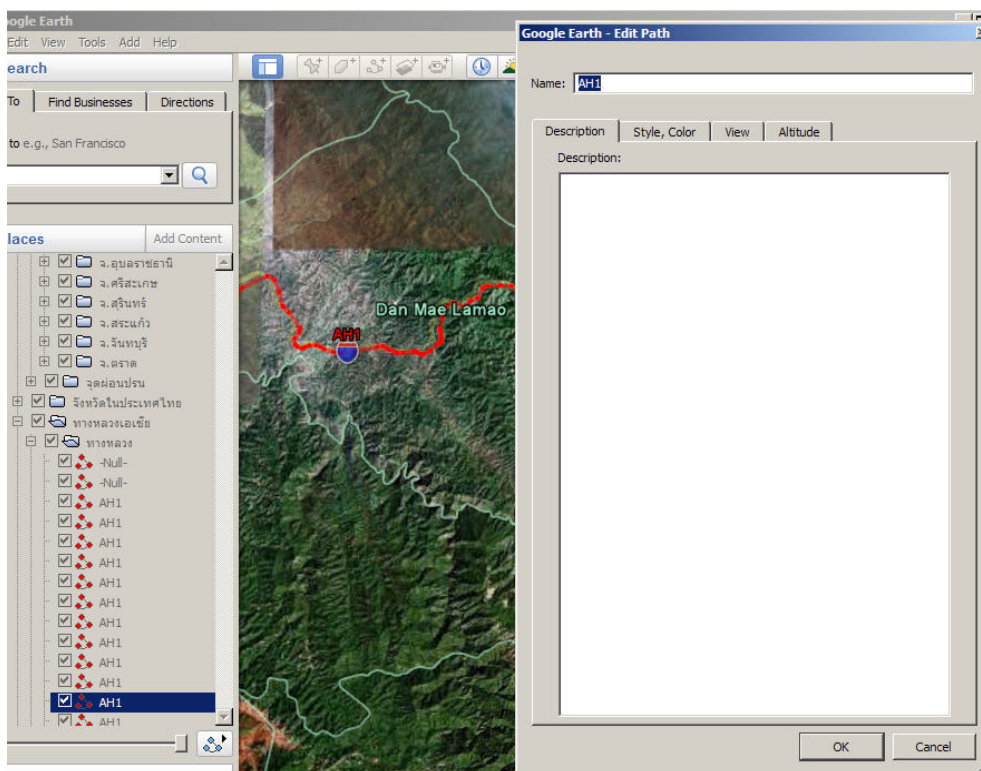 oogle Earth
Edit View Tools Add Help
earch
To Find Businesses Directions
to e.g., San Francisco
laces Add Content
จ.อุบลราชธานี
จ.ศรีสะเกษ
จ.สุรินทร์
จ.สระแก้ว
จ.จันทบุรี
จ.ตราด
จุดผ่อนปรน
จังหวัดในประเทศไทย
ทางหลวงเอเชีย
ทางหลวง
-Null-
-Null-
AH1
AH1
AH1
AH1
AH1
AH1
AH1
AH1
AH1
AH1
AH1
AH1
Dan Mae Lamao
AH1
Google Earth - Edit Path
Name: AH1
Description Style, Color View Altitude
Description:
OK Cancel